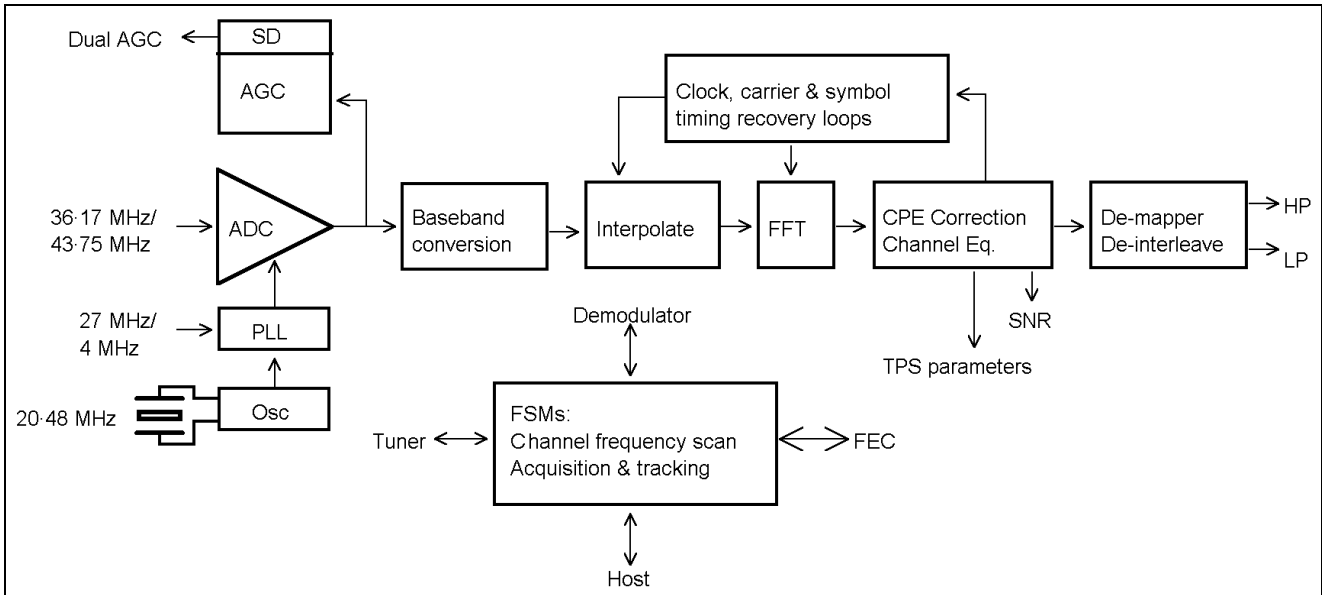 Dual AGC
SD
AGC
Clock, carrier & symbol
timing recovery loops
36·17 MHz/
43·75 MHz
ADC
Baseband
conversion
Interpolate
FFT
CPE Correction
Channel Eq.
De-mapper
De-interleave
HP
LP
27 MHz/
4 MHz
PLL
Demodulator
SNR
TPS parameters
20·48 MHz
Osc
FSMs:
Channel frequency scan
Acquisition & tracking
Tuner
FEC
Host